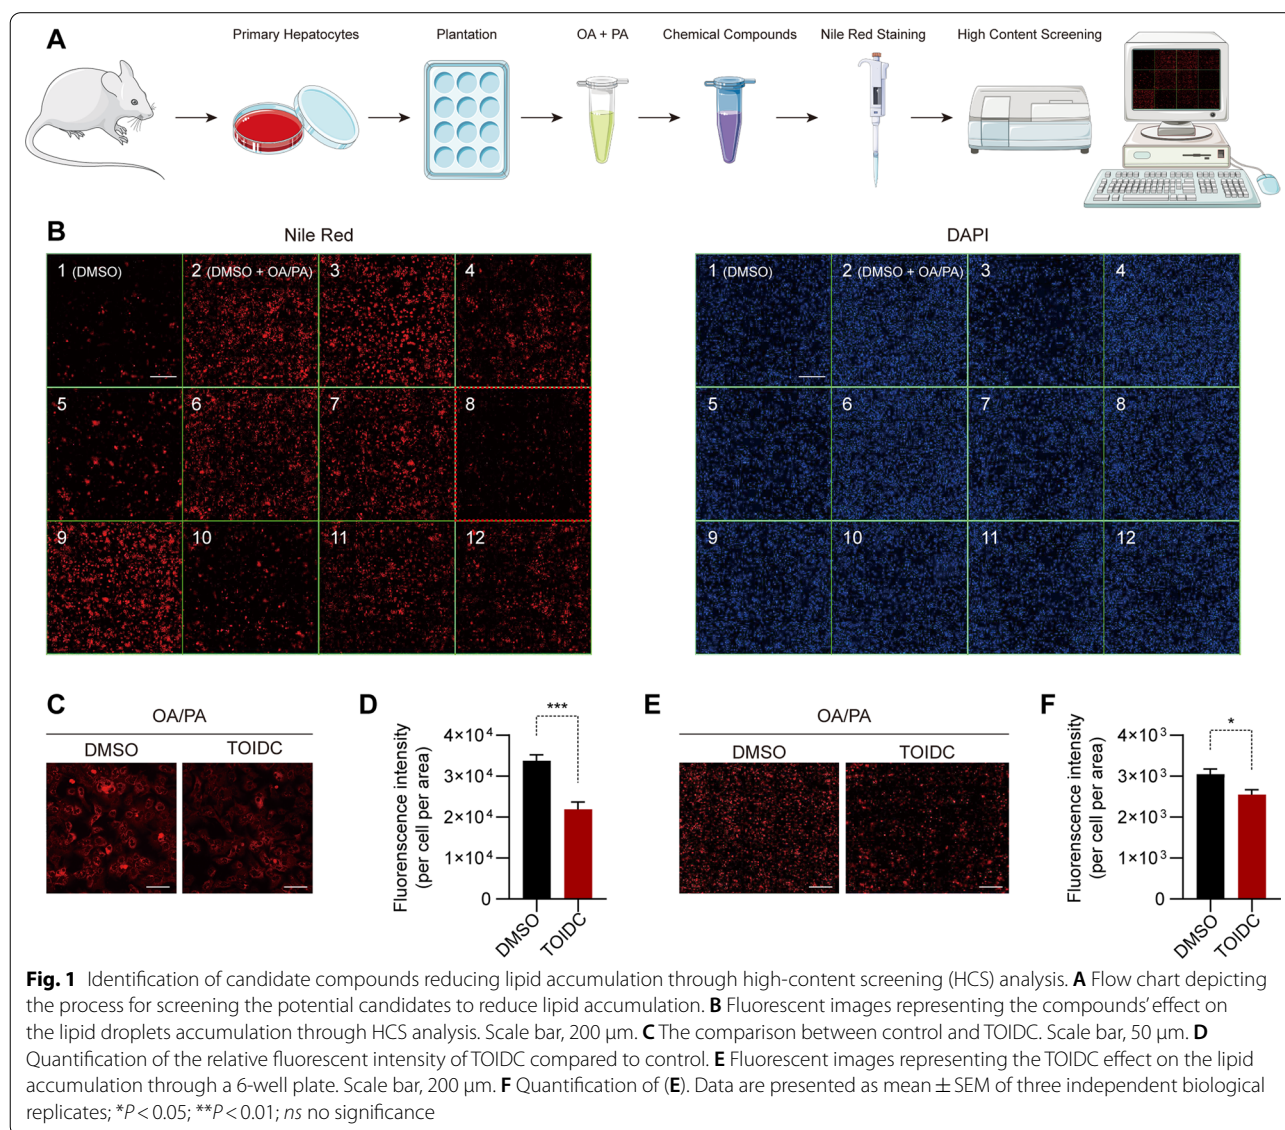 A
Primary Hepatocytes
Plantation
OA + PA
Chemical Compounds
Nile Red Staining
High Content Screening
B
Nile Red
DAPI
1 (DMSO)
2 (DMSO + OA/PA)
3
4
5
6
7
8
9
10
11
12
1 (DMSO)
2 (DMSO + OA/PA)
3
4
5
6
7
8
9
10
11
12
C
OA/PA
DMSO
TOIDC
D
***
Fluorenscence intensity
(per cell per area)
4×10⁴
3×10⁴
2×10⁴
1×10⁴
0
DMSO
TOIDC
E
OA/PA
DMSO
TOIDC
F
*
Fluorenscence intensity
(per cell per area)
4×10³
3×10³
2×10³
1×10³
0
DMSO
TOIDC
Fig. 1 Identification of candidate compounds reducing lipid accumulation through high-content screening (HCS) analysis. A Flow chart depicting
the process for screening the potential candidates to reduce lipid accumulation. B Fluorescent images representing the compounds' effect on
the lipid droplets accumulation through HCS analysis. Scale bar, 200 μm. C The comparison between control and TOIDC. Scale bar, 50 μm. D
Quantification of the relative fluorescent intensity of TOIDC compared to control. E Fluorescent images representing the TOIDC effect on the lipid
accumulation through a 6-well plate. Scale bar, 200 μm. F Quantification of (E). Data are presented as mean ± SEM of three independent biological
replicates; *P < 0.05; **P < 0.01; ns no significance